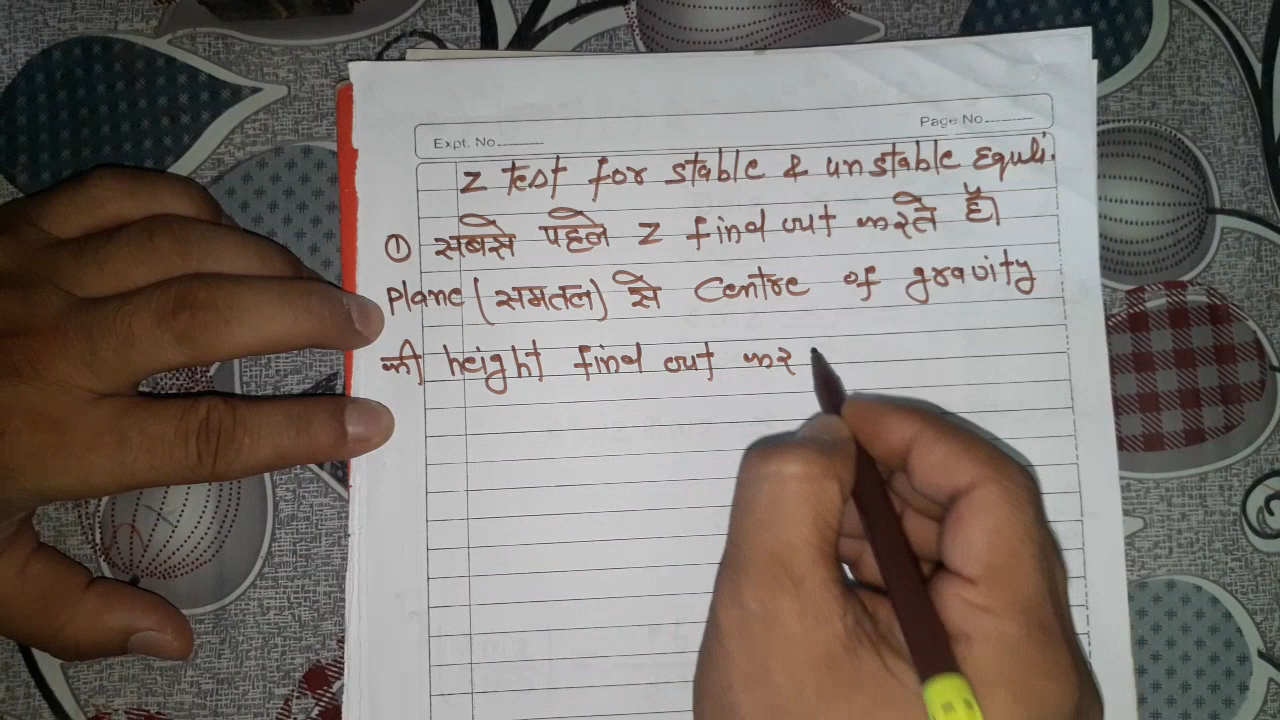 Expt. No.
Page No.
Z test for stable & unstable Equli.
① सबसे पहले Z find out करते हैं।
Plane (समतल) से Centre of gravity
की height find out कर